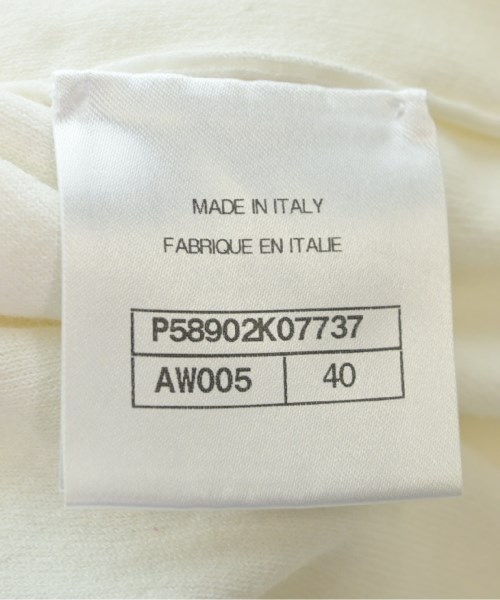 MADE IN ITALY
FABRIQUE EN ITALIE
P58902K07737
AW005 40